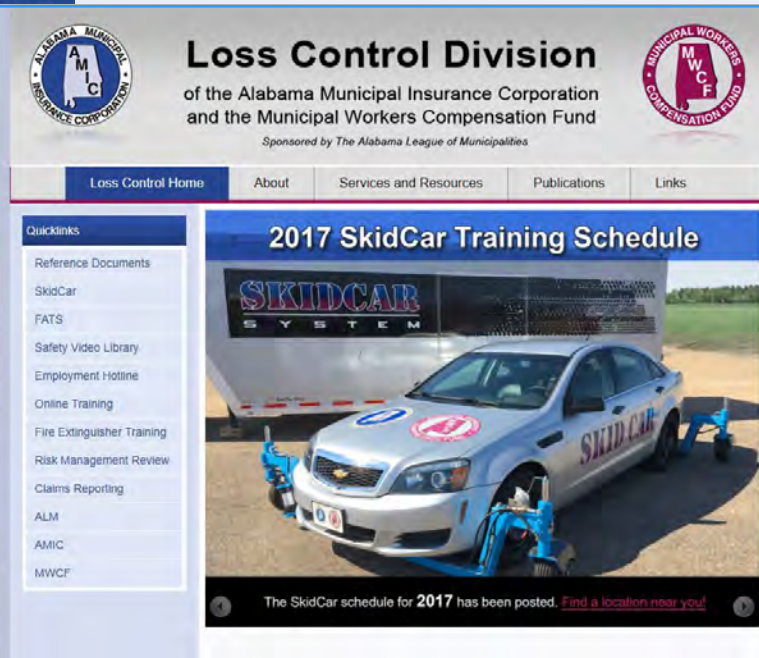 ALABAMA MUNICIPAL
INSURANCE CORPORATION
A
M
I
C
Loss Control Division
of the Alabama Municipal Insurance Corporation
and the Municipal Workers Compensation Fund
Sponsored by The Alabama League of Municipalities
MUNICIPAL WORKERS
COMPENSATION FUND
M
W
C
F
Loss Control Home
About
Services and Resources
Publications
Links
Quicklinks
Reference Documents
SkidCar
FATS
Safety Video Library
Employment Hotline
Online Training
Fire Extinguisher Training
Risk Management Review
Claims Reporting
ALM
AMIC
MWCF
2017 SkidCar Training Schedule
SKIDCAR
SYSTEM
SKID CAR
The SkidCar schedule for 2017 has been posted. Find a location near you!